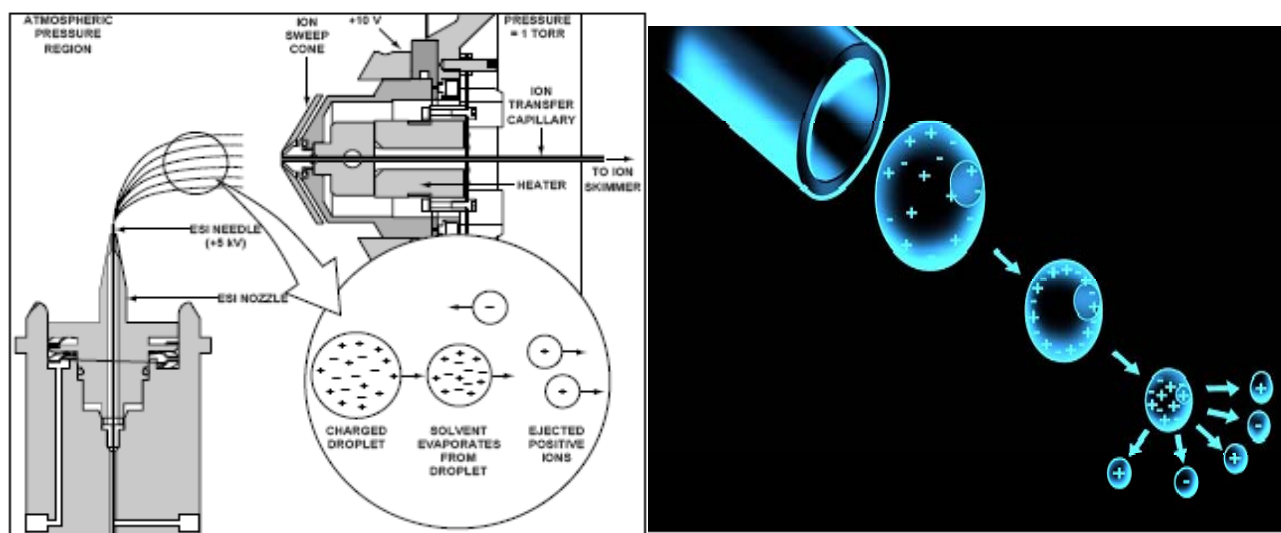 ATMOSPHERIC
PRESSURE
REGION
ION
SWEEP
CONE
+10 V
PRESSURE
= 1 TORR
ION
TRANSFER
CAPILLARY
TO ION
SKIMMER
HEATER
ESI NEEDLE
(+5 kV)
ESI NOZZLE
CHARGED
DROPLET
SOLVENT
EVAPORATES
FROM
DROPLET
EJECTED
POSITIVE
IONS